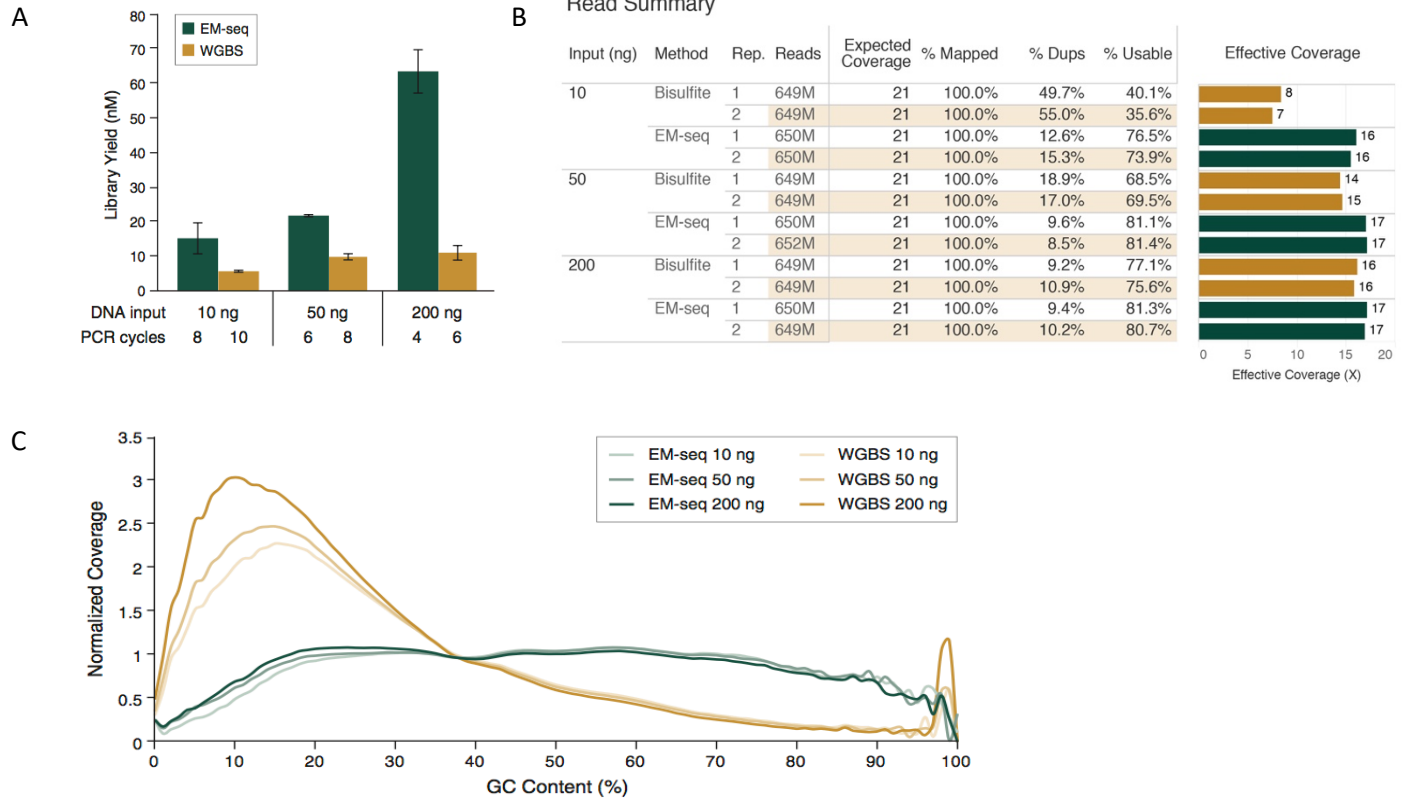 A
80
70
60
50
40
30
20
10
0
Library Yield (nM)
EM-seq
WGBS
DNA input 10 ng 50 ng 200 ng
PCR cycles 8 10 6 8 4 6
B
Read Summary
Input (ng) Method Rep. Reads Expected Coverage % Mapped % Dups % Usable Effective Coverage
10 Bisulfite 1 649M 21 100.0% 49.7% 40.1% 8
2 649M 21 100.0% 55.0% 35.6% 7
EM-seq 1 650M 21 100.0% 12.6% 76.5% 16
2 650M 21 100.0% 15.3% 73.9% 16
50 Bisulfite 1 649M 21 100.0% 18.9% 68.5% 14
2 649M 21 100.0% 17.0% 69.5% 15
EM-seq 1 650M 21 100.0% 9.6% 81.1% 17
2 652M 21 100.0% 8.5% 81.4% 17
200 Bisulfite 1 649M 21 100.0% 9.2% 77.1% 16
2 649M 21 100.0% 10.9% 75.6% 16
EM-seq 1 650M 21 100.0% 9.4% 81.3% 17
2 649M 21 100.0% 10.2% 80.7% 17
0 5 10 15 20
Effective Coverage (X)
C
3.5
3
2.5
2
1.5
1
0.5
0
Normalized Coverage
EM-seq 10 ng WGBS 10 ng
EM-seq 50 ng WGBS 50 ng
EM-seq 200 ng WGBS 200 ng
0 10 20 30 40 50 60 70 80 90 100
GC Content (%)